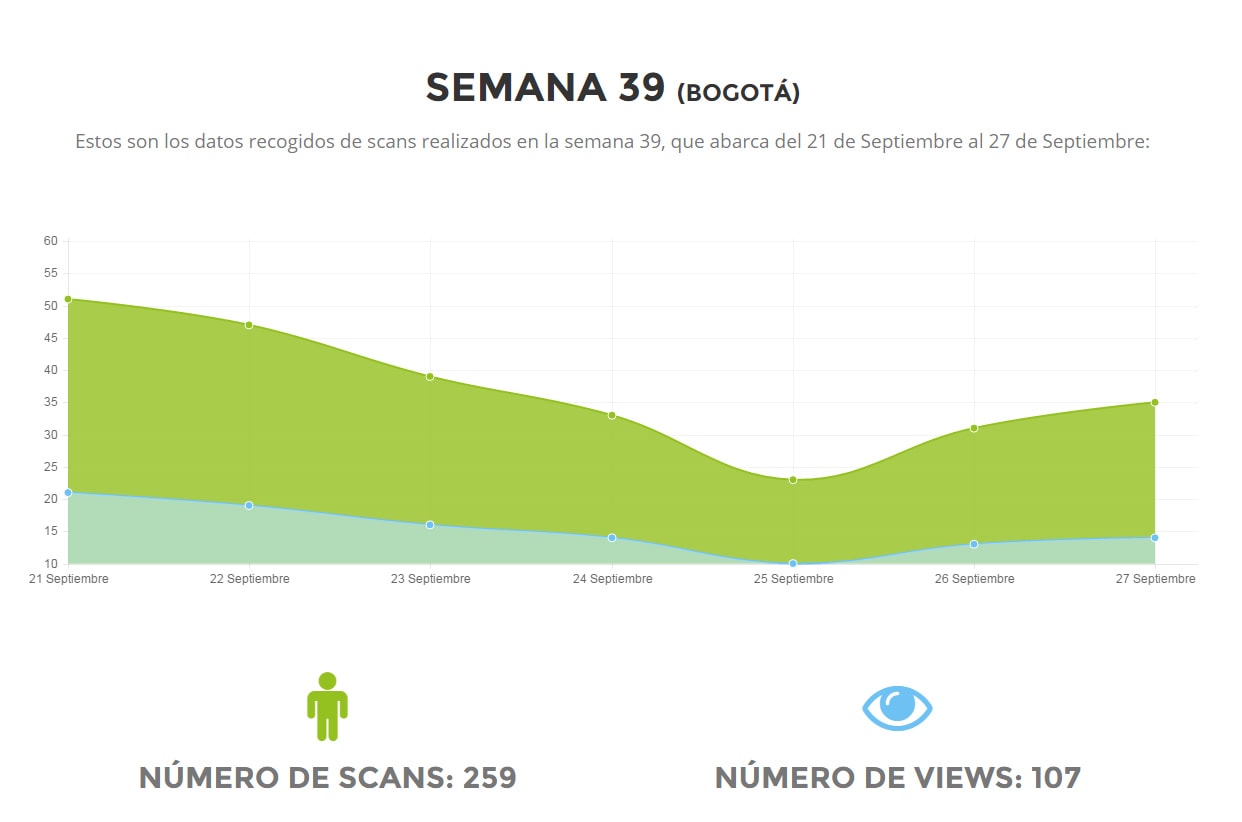 SEMANA 39 (BOGOTÁ)
Estos son los datos recogidos de scans realizados en la semana 39, que abarca del 21 de Septiembre al 27 de Septiembre:
60
55
50
45
40
35
30
25
20
15
10
21 Septiembre 22 Septiembre 23 Septiembre 24 Septiembre 25 Septiembre 26 Septiembre 27 Septiembre
NÚMERO DE SCANS: 259 NÚMERO DE VIEWS: 107